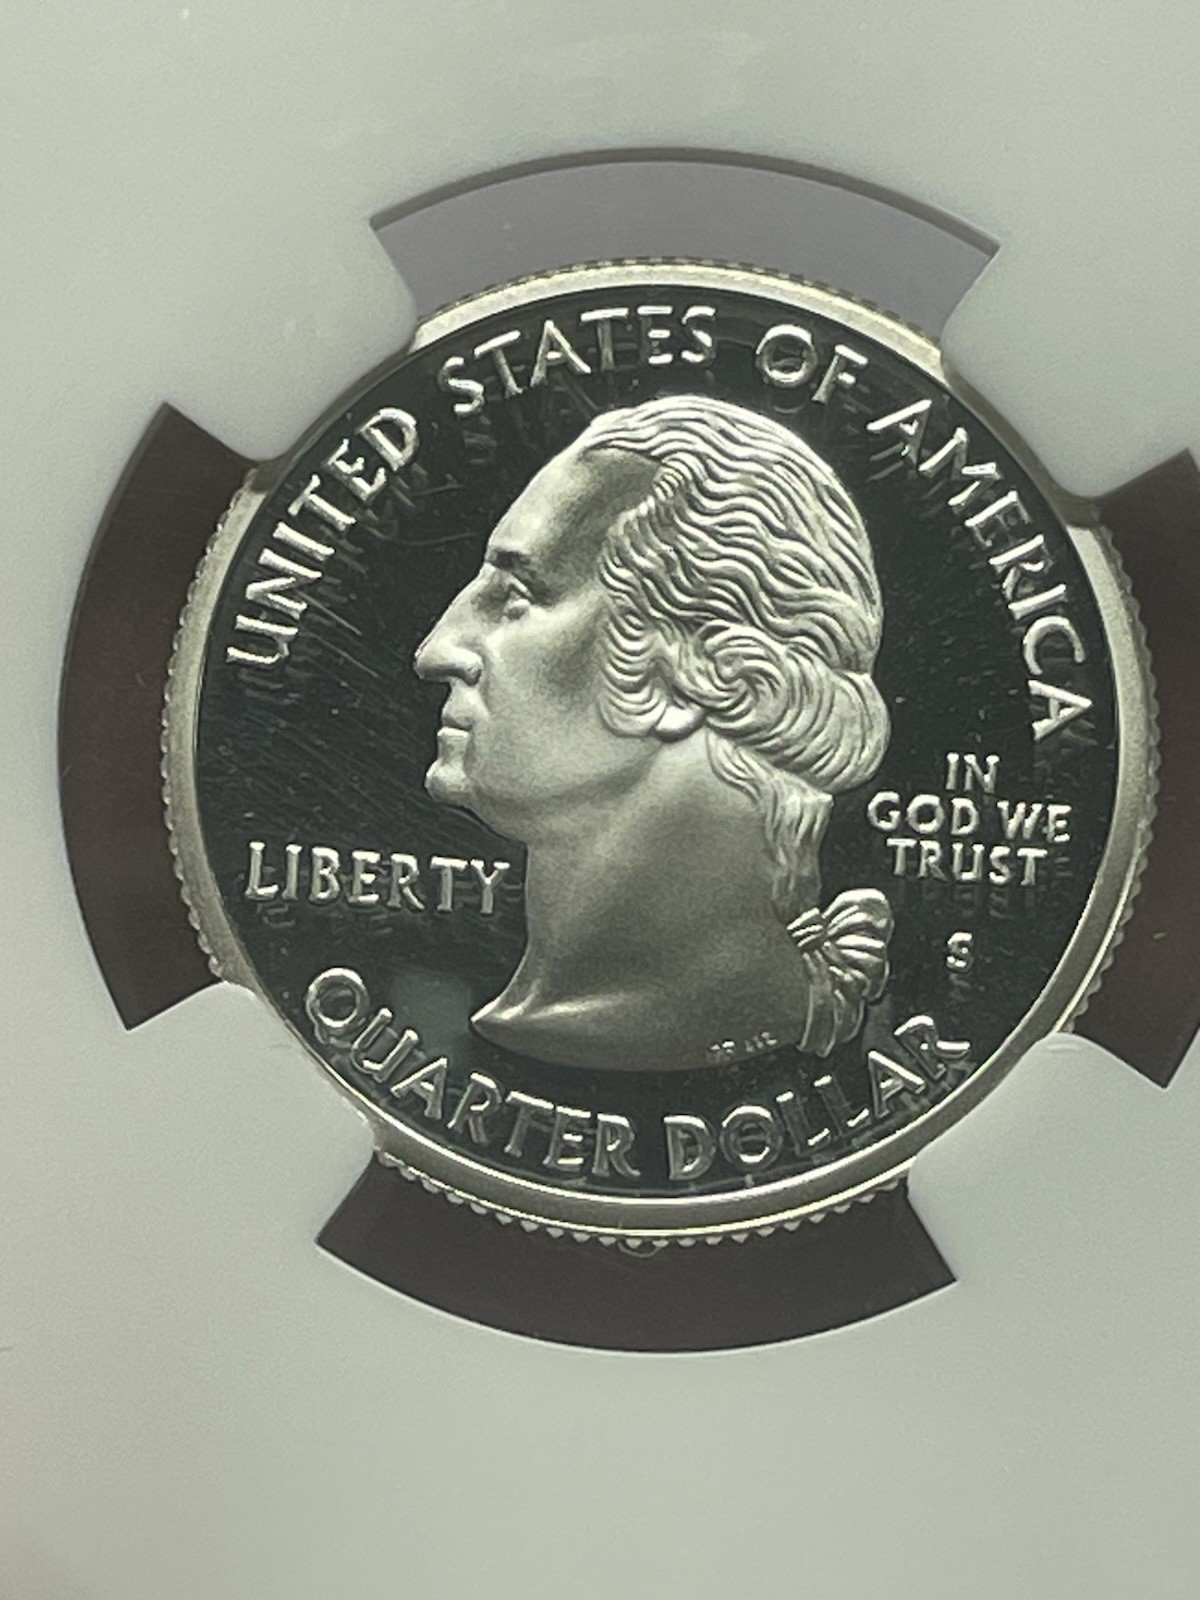 UNITED STATES OF AMERICA
LIBERTY
IN
GOD WE
TRUST
S
QUARTER DOLLAR